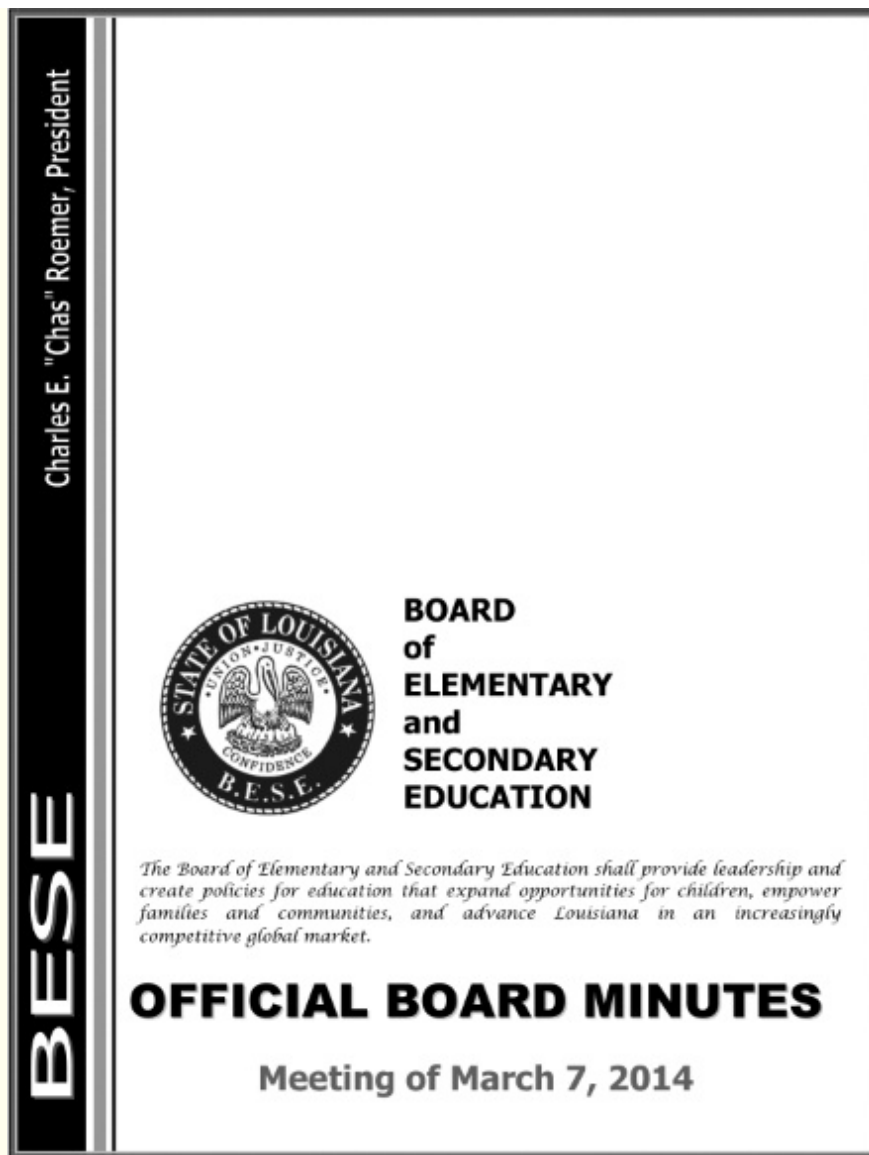 Charles E. "Chas" Roemer, President
BESE
STATE OF LOUISIANA
UNION · JUSTICE
CONFIDENCE
B.E.S.E.
BOARD
of
ELEMENTARY
and
SECONDARY
EDUCATION
The Board of Elementary and Secondary Education shall provide leadership and
create policies for education that expand opportunities for children, empower
families and communities, and advance Louisiana in an increasingly
competitive global market.
OFFICIAL BOARD MINUTES
Meeting of March 7, 2014